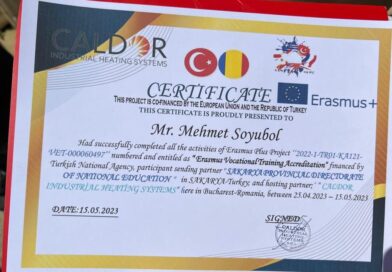 CALDOR
INDUSTRIAL HEATING SYSTEMS
CERTIFICATE
Erasmus+
THIS PROJECT IS CO-FINANCED BY THE EUROPEAN UNION AND THE REPUBLIC OF TURKEY
THIS CERTIFICATE IS PROUDLY PRESENTED TO
Mr. Mehmet Soyubol
Had successfully completed all the activities of Erasmus Plus Project "2022-1-TR01-KA121-
VET-000060497" numbered and entitled as "Erasmus Vocational Training Accreditation" financed by
Turkish National Agency, participant sending partner "SAKARYA PROVINCIAL DIRECTORATE
OF NATIONAL EDUCATION" in SAKARYA-Turkey, and hosting partner; "CALDOR
INDUSTRIAL HEATING SYSTEMS" here in Bucharest-Romania, between 25.04.2023 – 15.05.2023
DATE:15.05.2023
SIGNED
CALDOR